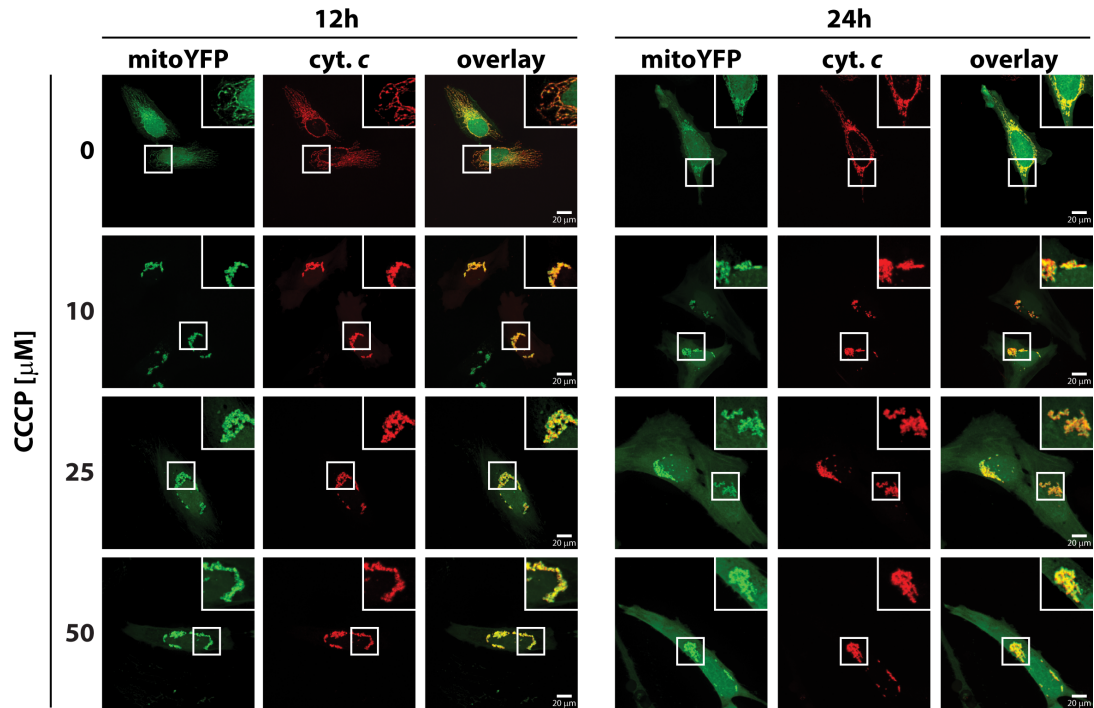 12h 24h
mitoYFP cyt. c overlay mitoYFP cyt. c overlay
CCCP [μM]
0
20 μm 20 μm
10
20 μm 20 μm
25
20 μm 20 μm
50
20 μm 20 μm